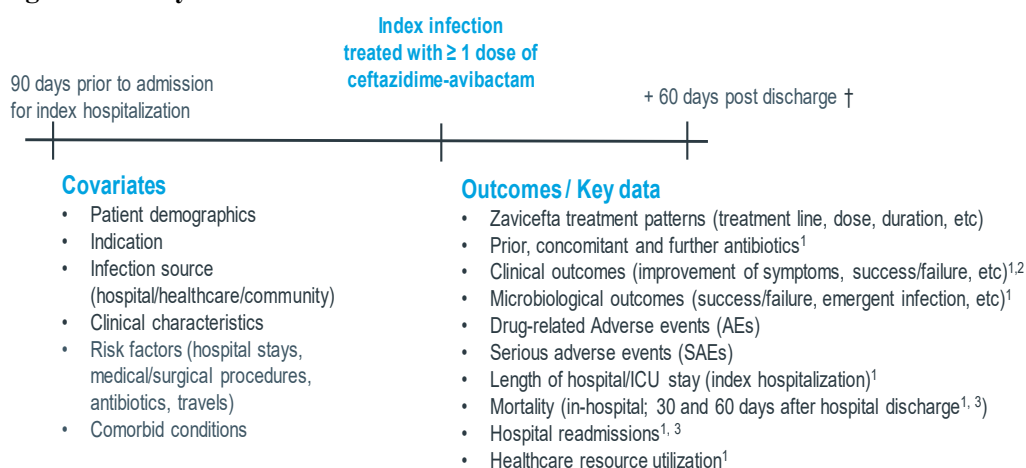 Index infection
treated with ≥ 1 dose of
ceftazidime-avibactam
90 days prior to admission
for index hospitalization
+ 60 days post discharge †
Covariates
• Patient demographics
• Indication
• Infection source
(hospital/healthcare/community)
• Clinical characteristics
• Risk factors (hospital stays,
medical/surgical procedures,
antibiotics, travels)
• Comorbid conditions
Outcomes / Key data
• Zavicefta treatment patterns (treatment line, dose, duration, etc)
• Prior, concomitant and further antibiotics¹
• Clinical outcomes (improvement of symptoms, success/failure, etc)¹,²
• Microbiological outcomes (success/failure, emergent infection, etc)¹
• Drug-related Adverse events (AEs)
• Serious adverse events (SAEs)
• Length of hospital/ICU stay (index hospitalization)¹
• Mortality (in-hospital; 30 and 60 days after hospital discharge¹, ³)
• Hospital readmissions¹, ³
• Healthcare resource utilization¹